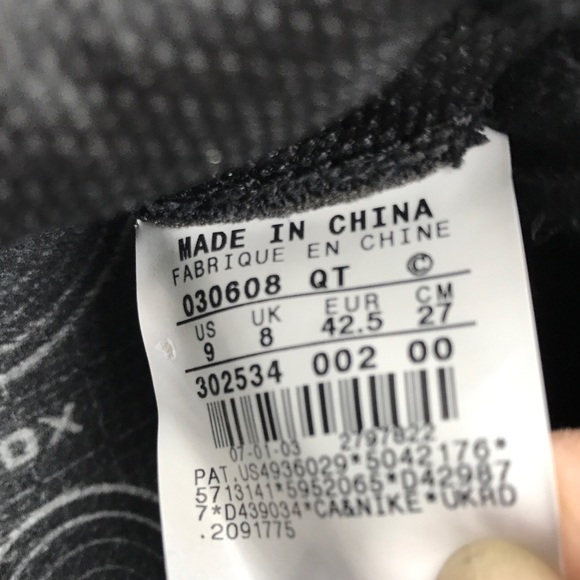 MADE IN CHINA
FABRIQUE EN CHINE
030608 QT ©
US UK EUR CM
9 8 42.5 27
302534 002 00
07-01-03 2797822
PAT.US4936029*5042176*
5713141*5952065*D42987
7*D439034*CA&NIKE*UKRD
.2091775
OX